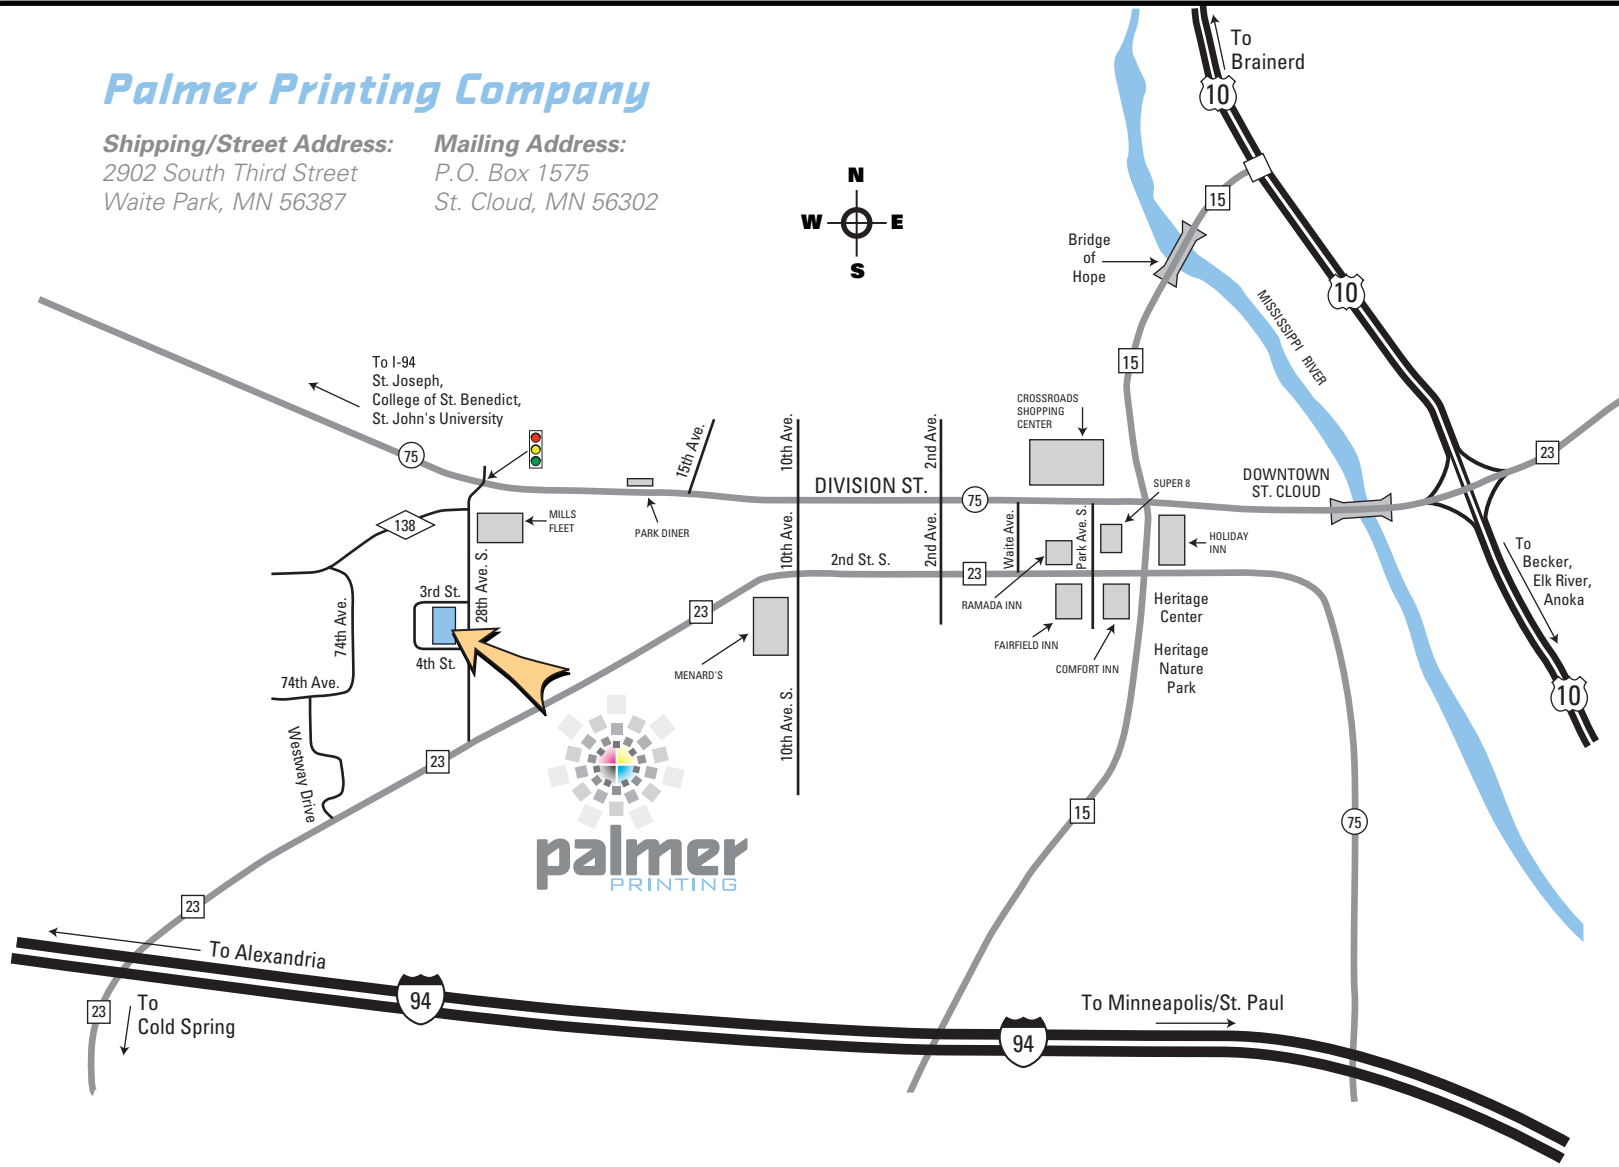 Palmer Printing Company
Shipping/Street Address:
2902 South Third Street
Waite Park, MN 56387
Mailing Address:
P.O. Box 1575
St. Cloud, MN 56302
N
W E
S
To
Brainerd
10
15
Bridge
of
Hope
10
MISSISSIPPI RIVER
15
To I-94
St. Joseph,
College of St. Benedict,
St. John's University
75
CROSSROADS
SHOPPING
CENTER
15th Ave.
10th Ave.
2nd Ave.
DIVISION ST.
75
SUPER 8
DOWNTOWN
ST. CLOUD
23
138
MILLS
FLEET
PARK DINER
10th Ave.
2nd Ave.
Waite Ave.
Park Ave. S.
HOLIDAY
INN
To
Becker,
Elk River,
Anoka
2nd St. S.
23
28th Ave. S.
3rd St.
4th St.
74th Ave.
74th Ave.
23
RAMADA INN
FAIRFIELD INN
COMFORT INN
Heritage
Center
Heritage
Nature
Park
MENARD'S
10th Ave. S.
10
Westway Drive
23
15
75
palmer
PRINTING
23
To Alexandria
94
23
To
Cold Spring
To Minneapolis/St. Paul
94